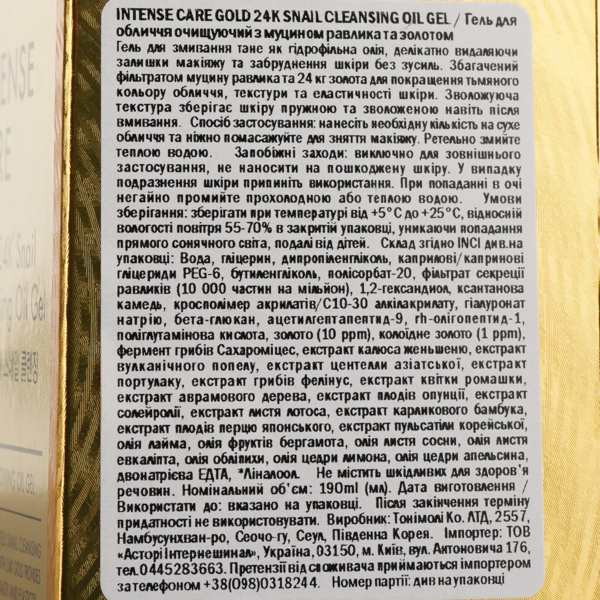 INTENSE CARE GOLD 24K SNAIL CLEANSING OIL GEL / Гель для
обличчя очищуючий з муцином равлика та золотом
Гель для змивання тане як гідрофільна олія, делікатно видаляючи
залишки макіяжу та забруднення шкіри без зусиль. Збагачений
фільтратом муцину равлика та 24 кг золота для покращення тьмяного
кольору обличчя, текстури та еластичності шкіри. Зволожуюча
текстура зберігає шкіру пружною та зволоженою навіть після
вмивання. Спосіб застосування: нанесіть необхідну кількість на сухе
обличчя та ніжно помасажуйте для зняття макіяжу. Ретельно змийте
теплою водою. Запобіжні заходи: виключно для зовнішнього
застосування, не наносити на пошкоджену шкіру. У випадку
подразнення шкіри припиніть використання. При попаданні в очі
негайно промийте прохолодною або теплою водою. Умови
зберігання: зберігати при температурі від +5°C до +25°C, відносній
вологості повітря 55-70% в закритій упаковці, уникаючи попадання
прямого сонячного світа, подалі від дітей. Склад згідно INCI див.на
упаковці: Вода, гліцерин, дипропіленгліколь, каприлові/капринові
гліцериди PEG-6, бутиленгліколь, полісорбат-20, фільтрат секреції
равликів (10 000 частин на мільйон), 1,2-гександиол, ксантанова
камедь, кросполімер акрилатів/C10-30 алкілакрилату, гіалуронат
натрію, бета-глюкан, ацетилгептапептид-9, rh-олігопептид-1,
поліглутамінова кислота, золото (10 ppm), колоїдне золото (1 ppm),
фермент грибів Сахароміцес, екстракт калюса женьшеню, екстракт
вулканічного попелу, екстракт центелли азіатської, екстракт
портулаку, екстракт грибів фелінус, екстракт квітки ромашки,
екстракт аврамового дерева, екстракт плодів опунції, екстракт
солейролії, екстракт листя лотоса, екстракт карликового бамбука,
екстракт плодів перцю японського, екстракт пульсатіли корейської,
олія лайма, олія фруктів бергамота, олія листя сосни, олія листя
евкаліпта, олія обліпихи, олія цедри лимона, олія цедри апельсина,
двонатрієва ЕДТА, *Ліналоол. Не містить шкідливих для здоров'я
речовин. Номінальний об'єм: 190ml (мл). Дата виготовлення /
Використати до: вказано на упаковці. Після закінчення терміну
придатності не використовувати. Виробник: Тонімолі Ко. ЛТД, 2557,
Намбусунхван-ро, Сеочо-гу, Сеул, Південна Корея. Імпортер: ТОВ
«Асторі Інтернешинал», Україна, 03150, м. Київ, вул. Антоновича 176,
тел. 0445283663. Претензії від споживача приймаються імпортером
за телефоном +38(098)0318244. Номер партії: див на упаковці